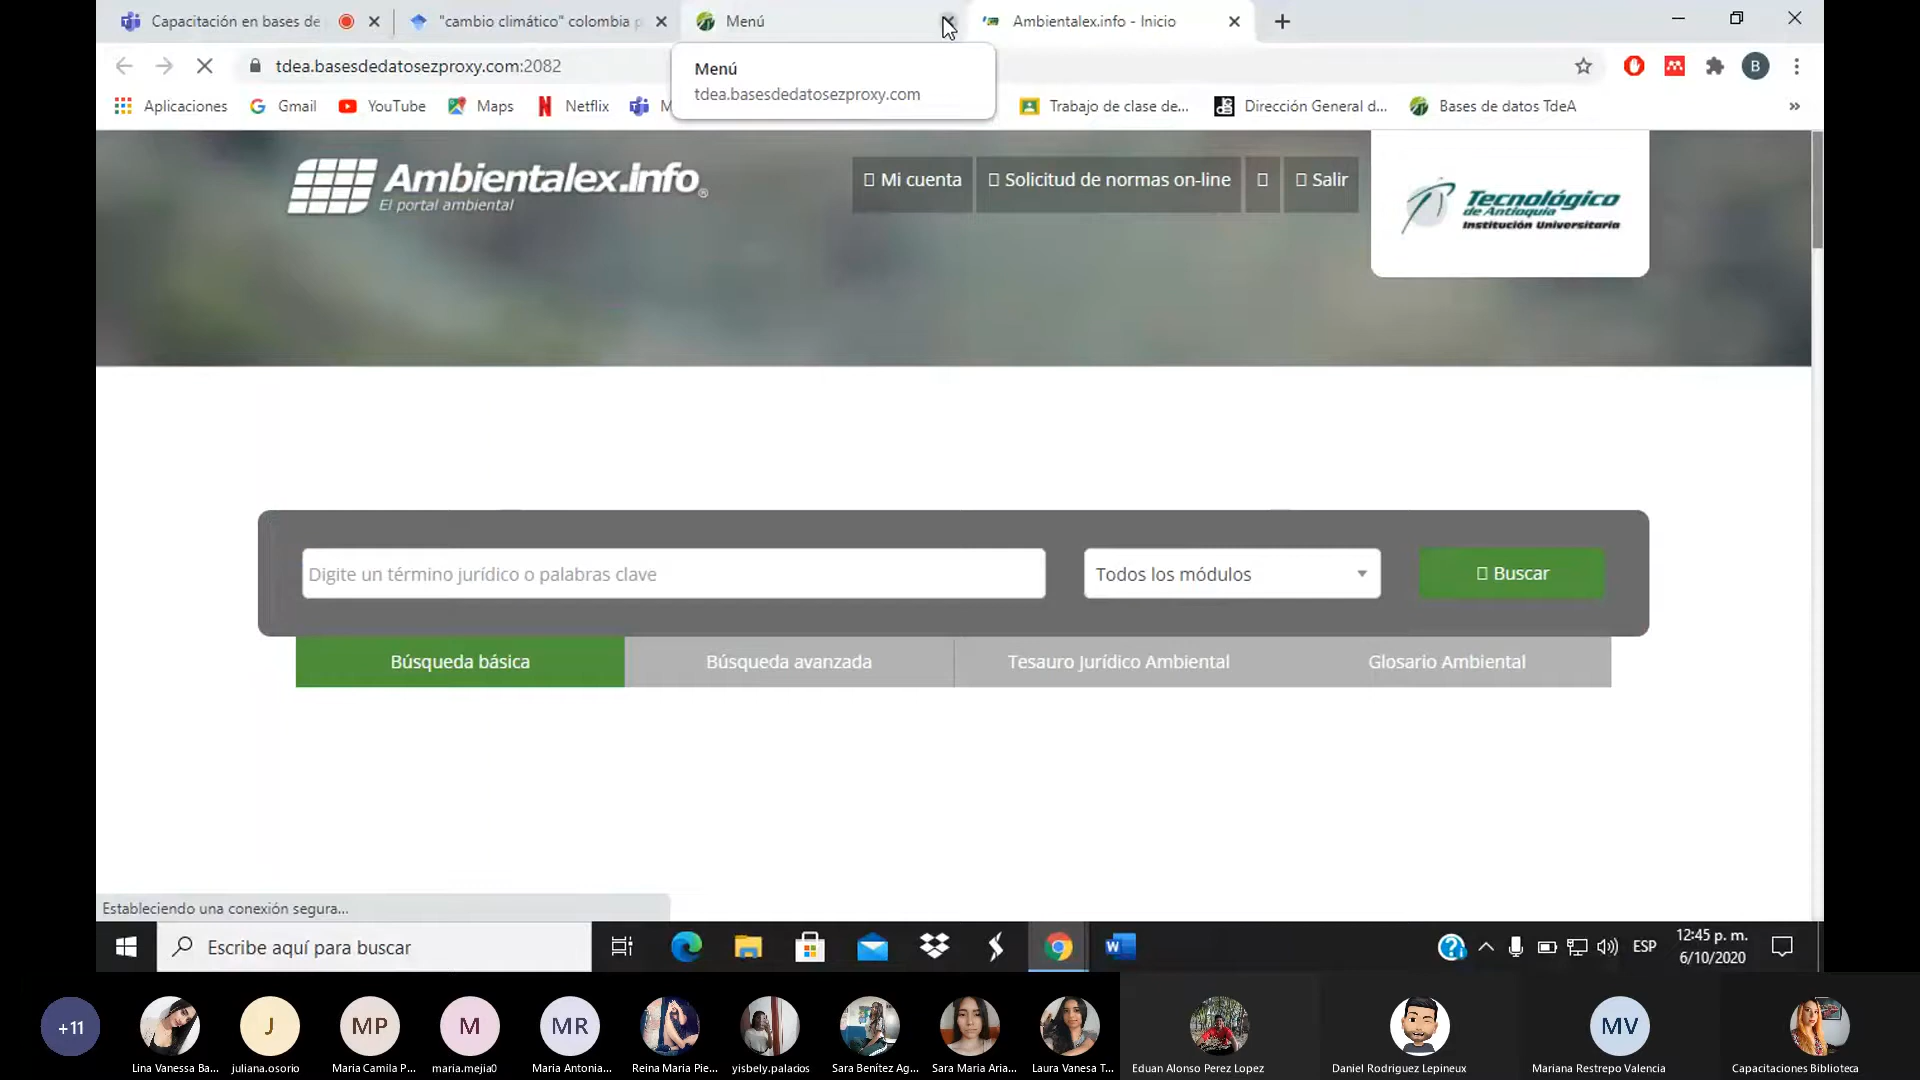 Capacitación en bases de
"cambio climático" colombia p
Menú
Ambientalex.info - Inicio
tdea.basesdedatosezproxy.com:2082
Menú
tdea.basesdedatosezproxy.com
B
Aplicaciones
Gmail
YouTube
Maps
Netflix
M
Trabajo de clase de...
Dirección General d...
Bases de datos TdeA
»
Ambientalex.info®
El portal ambiental
Mi cuenta
Solicitud de normas on-line
Salir
Tecnológico
de Antioquia
Institución Universitaria
Digite un término jurídico o palabras clave
Todos los módulos
Buscar
Búsqueda básica
Búsqueda avanzada
Tesauro Jurídico Ambiental
Glosario Ambiental
Estableciendo una conexión segura...
Escribe aquí para buscar
ESP
12:45 p. m.
6/10/2020
+11
J
MP
M
MR
MV
Lina Vanessa Ba...
juliana.osorio
Maria Camila P...
maria.mejia0
Maria Antonia...
Reina Maria Pie...
yisbely.palacios
Sara Benítez Ag...
Sara Maria Aria...
Laura Vanesa T...
Eduan Alonso Perez Lopez
Daniel Rodriguez Lepineux
Mariana Restrepo Valencia
Capacitaciones Biblioteca